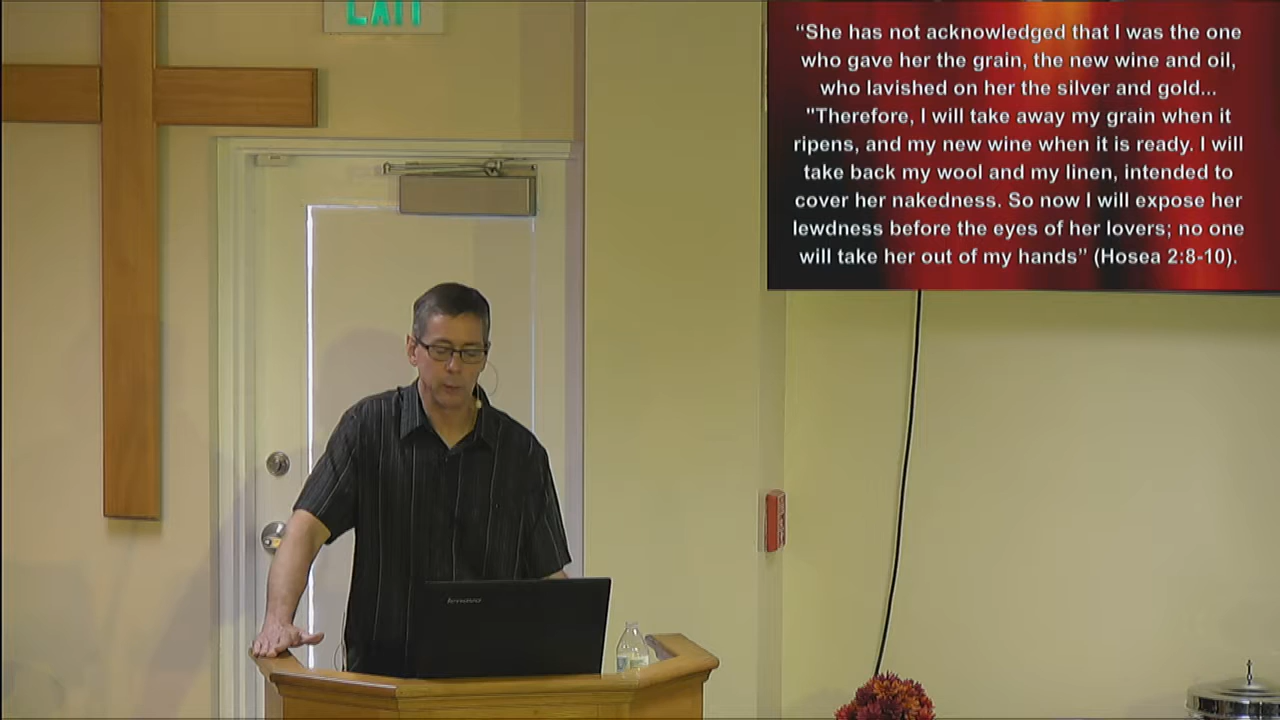 EXIT
“She has not acknowledged that I was the one
who gave her the grain, the new wine and oil,
who lavished on her the silver and gold...
"Therefore, I will take away my grain when it
ripens, and my new wine when it is ready. I will
take back my wool and my linen, intended to
cover her nakedness. So now I will expose her
lewdness before the eyes of her lovers; no one
will take her out of my hands” (Hosea 2:8-10).
lenovo